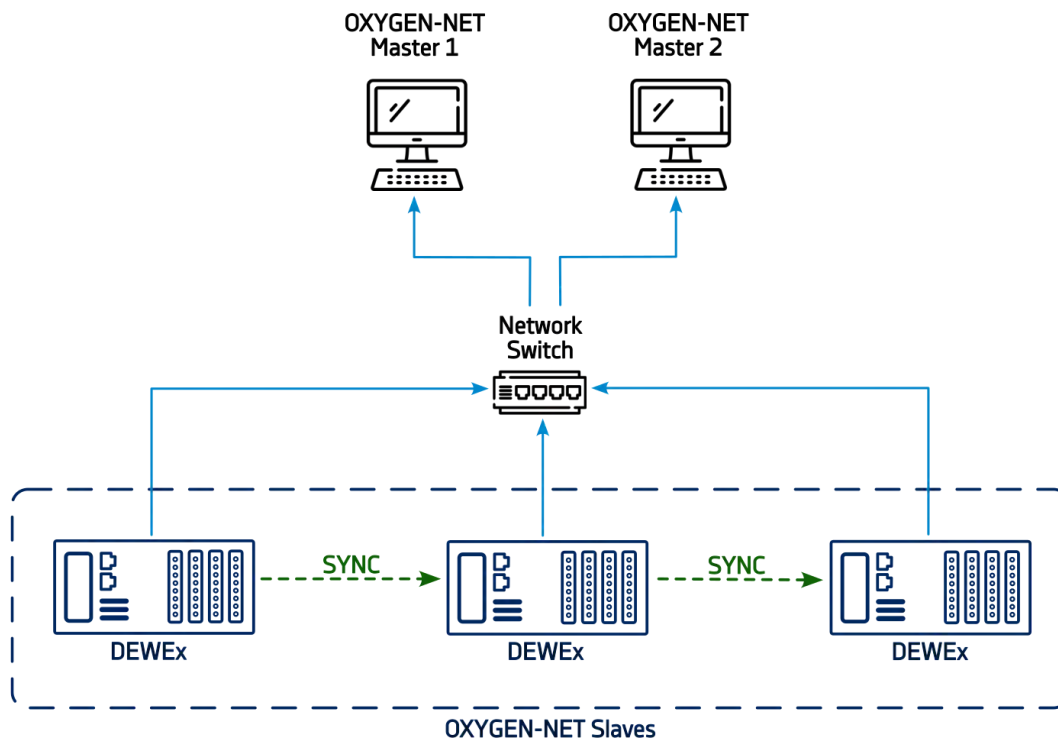 OXYGEN-NET
Master 1
OXYGEN-NET
Master 2
Network
Switch
SYNC
SYNC
DEWEx
DEWEx
DEWEx
OXYGEN-NET Slaves